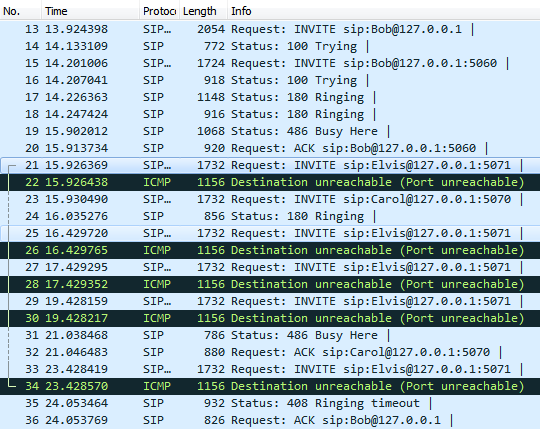 No. Time Protoco Length Info
13 13.924398 SIP… 2054 Request: INVITE sip:Bob@127.0.0.1 |
14 14.133109 SIP 772 Status: 100 Trying |
15 14.201006 SIP… 1724 Request: INVITE sip:Bob@127.0.0.1:5060 |
16 14.207041 SIP 918 Status: 100 Trying |
17 14.226363 SIP 1148 Status: 180 Ringing |
18 14.247424 SIP 916 Status: 180 Ringing |
19 15.902012 SIP 1068 Status: 486 Busy Here |
20 15.913734 SIP 920 Request: ACK sip:Bob@127.0.0.1:5060 |
21 15.926369 SIP… 1732 Request: INVITE sip:Elvis@127.0.0.1:5071 |
22 15.926438 ICMP 1156 Destination unreachable (Port unreachable)
23 15.930490 SIP… 1732 Request: INVITE sip:Carol@127.0.0.1:5070 |
24 16.035276 SIP 856 Status: 180 Ringing |
25 16.429720 SIP… 1732 Request: INVITE sip:Elvis@127.0.0.1:5071 |
26 16.429765 ICMP 1156 Destination unreachable (Port unreachable)
27 17.429295 SIP… 1732 Request: INVITE sip:Elvis@127.0.0.1:5071 |
28 17.429352 ICMP 1156 Destination unreachable (Port unreachable)
29 19.428159 SIP… 1732 Request: INVITE sip:Elvis@127.0.0.1:5071 |
30 19.428217 ICMP 1156 Destination unreachable (Port unreachable)
31 21.038468 SIP 786 Status: 486 Busy Here |
32 21.046483 SIP 880 Request: ACK sip:Carol@127.0.0.1:5070 |
33 23.428419 SIP… 1732 Request: INVITE sip:Elvis@127.0.0.1:5071 |
34 23.428570 ICMP 1156 Destination unreachable (Port unreachable)
35 24.053464 SIP 932 Status: 408 Ringing timeout |
36 24.053769 SIP 826 Request: ACK sip:Bob@127.0.0.1 |